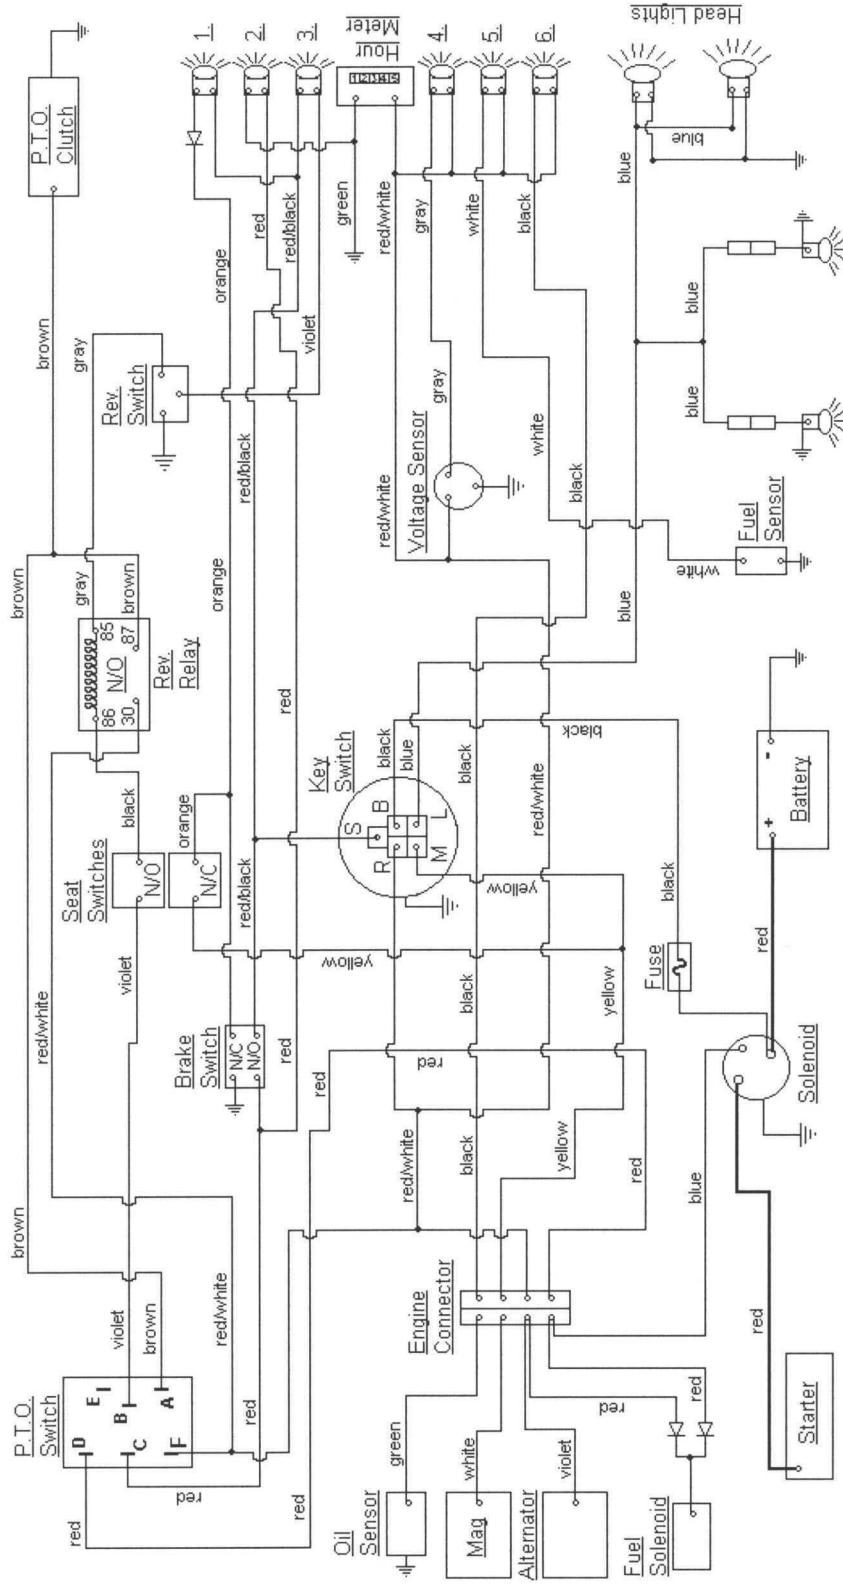 P.T.O.
Switch
D
E
B
C
A
F
red
red
violet
brown
red/white
red
brown
red/white
violet
brown
brown
brown
P.T.O.
Clutch
Rev.
Relay
86
85
N/O
30
87
gray
gray
Rev.
Switch
violet
Seat
Switches
N/O
N/C
black
orange
yellow
Brake
Switch
N/C
N/O
red
red
red/black
orange
orange
red/black
red
red
red/black
1.
2.
3.
Hour
Meter
12345
green
red/white
4.
5.
6.
gray
white
black
Key
Switch
S
R
B
M
L
black
blue
yellow
Voltage Sensor
gray
red/white
white
black
Oil
Sensor
green
Mag
white
Alternator
violet
Fuel
Solenoid
red
red
Engine
Connector
red/white
black
yellow
red
red
black
black
red/white
yellow
black
blue
blue
Head Lights
blue
blue
blue
Fuel
Sensor
white
Starter
red
blue
Solenoid
Fuse
black
red
Battery
+
-